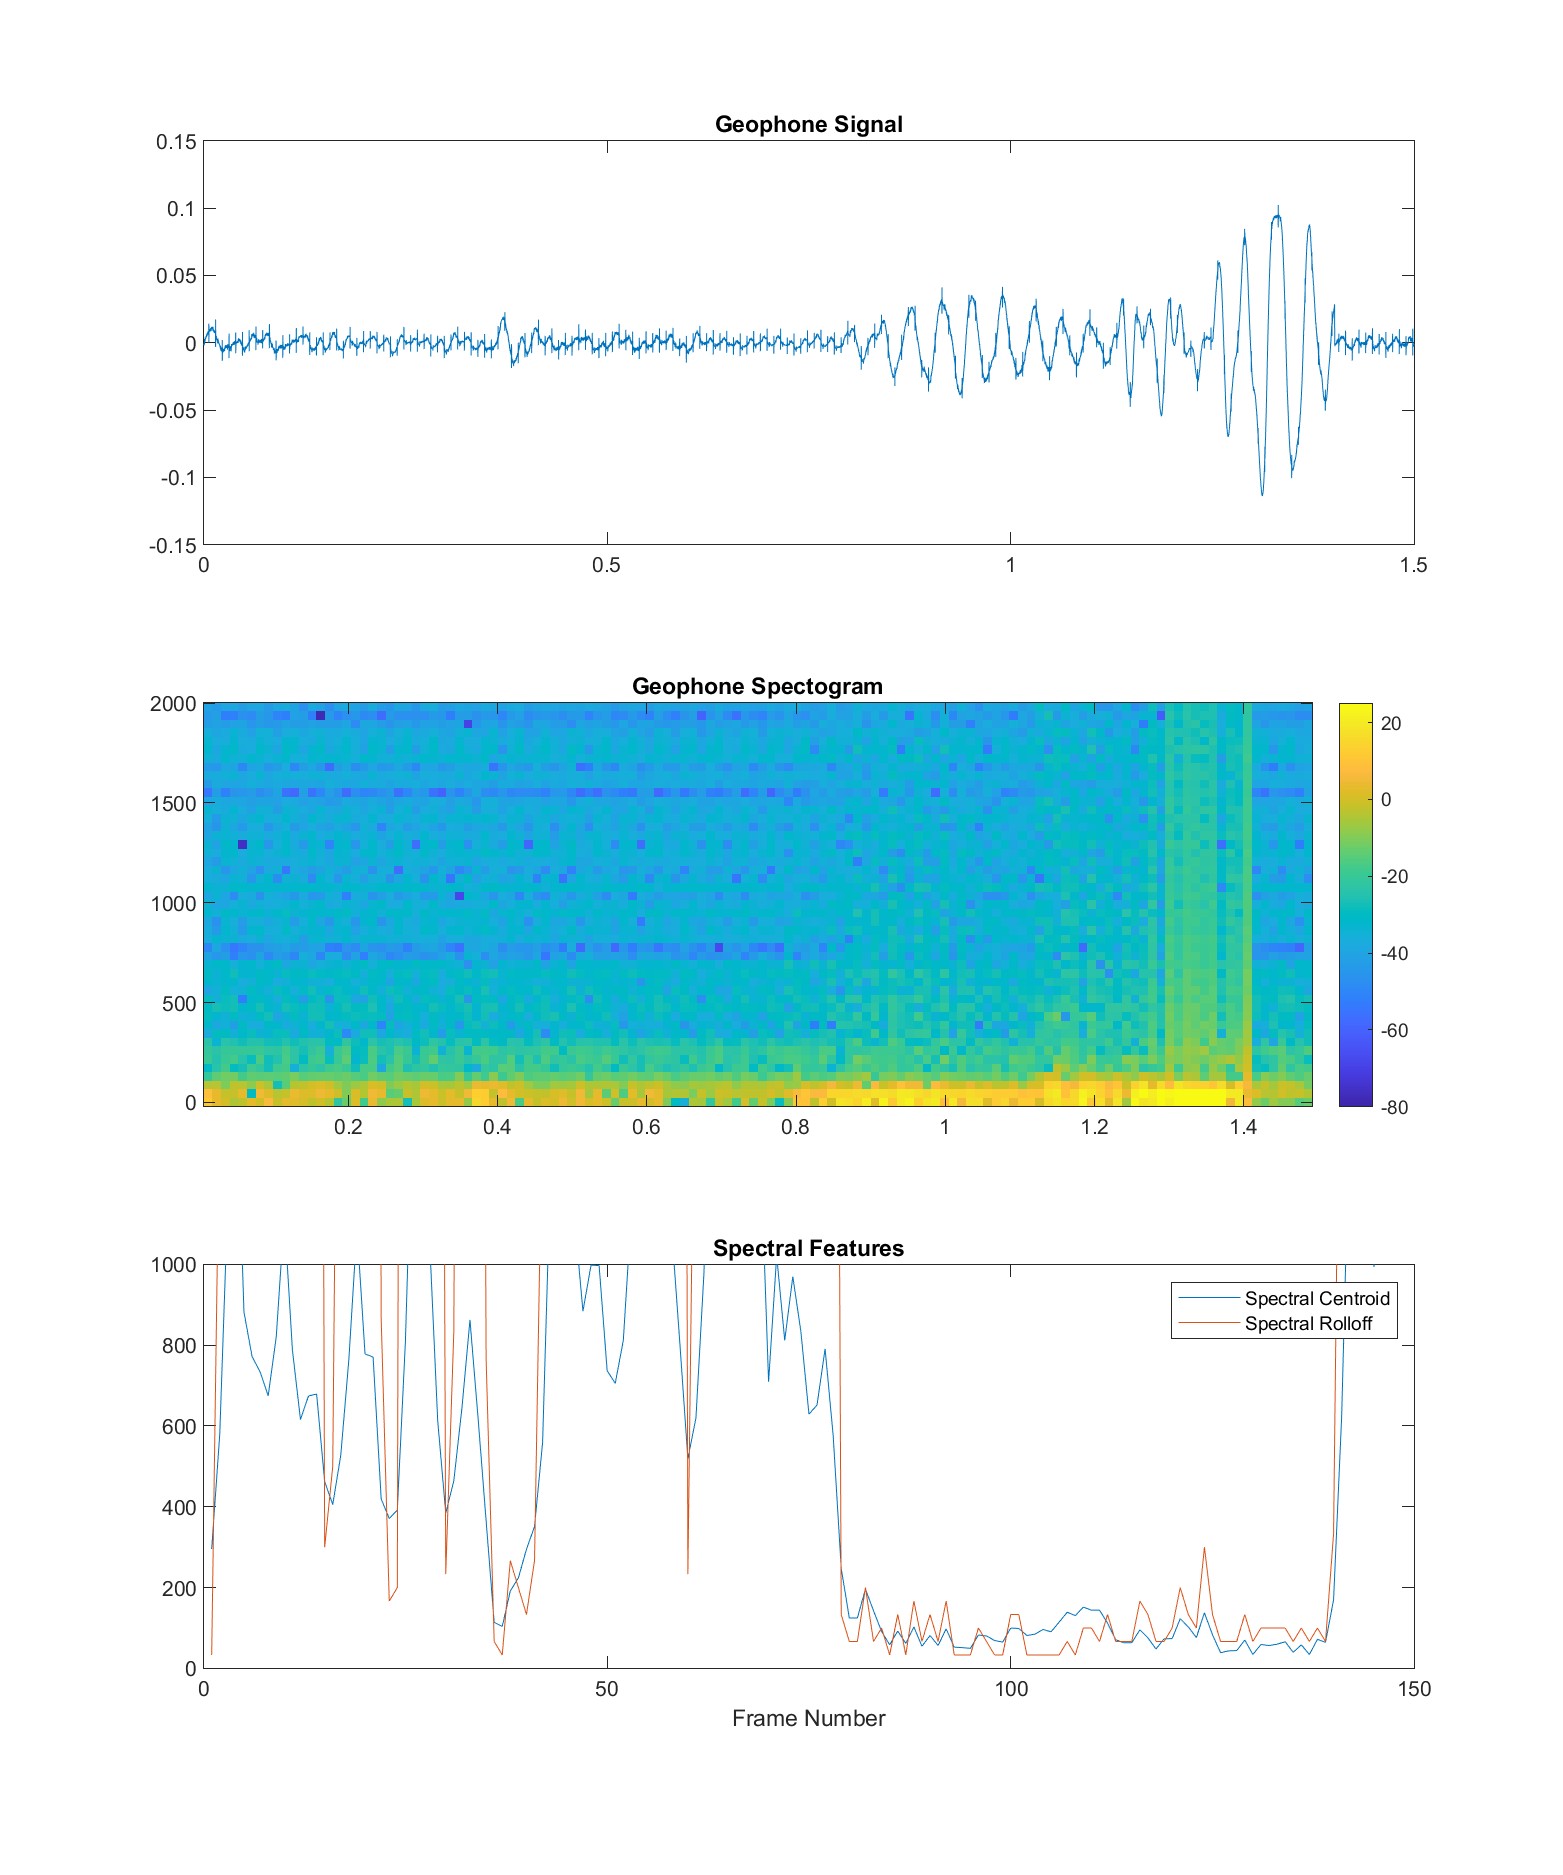 Geophone Signal
0.15
0.1
0.05
0
-0.05
-0.1
-0.15
0 0.5 1 1.5
Geophone Spectogram
2000
1500
1000
500
0
0.2 0.4 0.6 0.8 1 1.2 1.4
20
0
-20
-40
-60
-80
Spectral Features
1000
800
600
400
200
0
Spectral Centroid
Spectral Rolloff
0 50 100 150
Frame Number